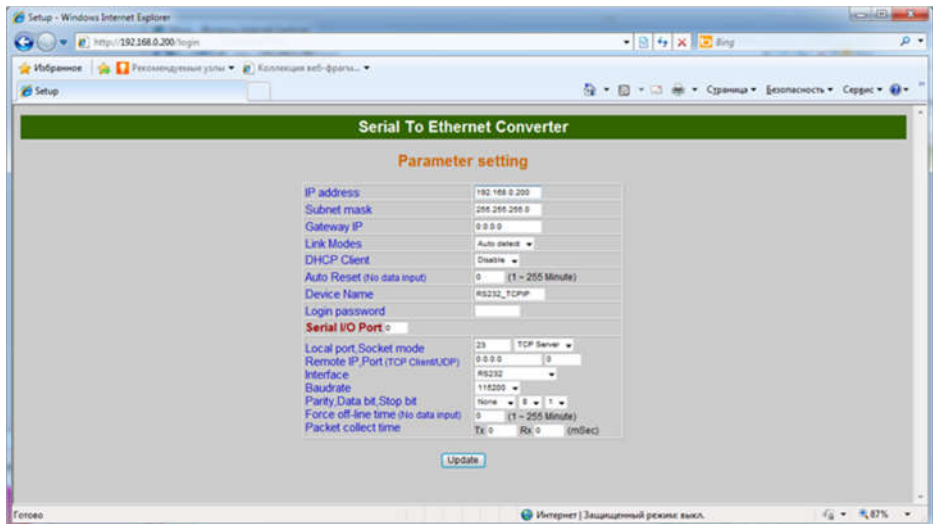 Setup - Windows Internet Explorer
http://192.168.0.200/login
Bing
Избранное Рекомендуемые узлы Коллекция веб-фрагм...
Setup
Страница Безопасность Сервис
Serial To Ethernet Converter
Parameter setting
IP address 192.168.0.200
Subnet mask 255.255.255.0
Gateway IP 0.0.0.0
Link Modes Auto detect
DHCP Client Disable
Auto Reset (No data input) 0 (1 ~ 255 Minute)
Device Name RS232_TCPIP
Login password
Serial I/O Port 0
Local port,Socket mode 23 TCP Server
Remote IP,Port (TCP Client/UDP) 0.0.0.0 0
Interface RS232
Baudrate 115200
Parity,Data bit,Stop bit None 8 1
Force off-line time (No data input) 0 (1 ~ 255 Minute)
Packet collect time Tx 0 Rx 0 (mSec)
Update
Готово Интернет | Защищенный режим: выкл. 87%